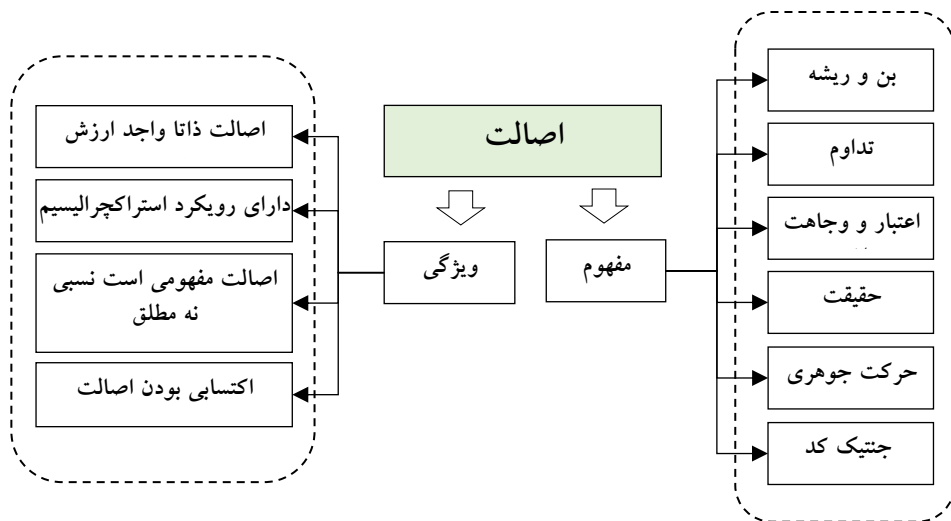 اصالت
مفهوم
ویژگی
بن و ریشه
تداوم
اعتبار و وجاهت
حقیقت
حرکت جوهری
جنتیک کد
اصالت ذاتا واجد ارزش
دارای رویکرد استراکچرالیسیم
اصالت مفهومی است نسبی
نه مطلق
اکتسابی بودن اصالت